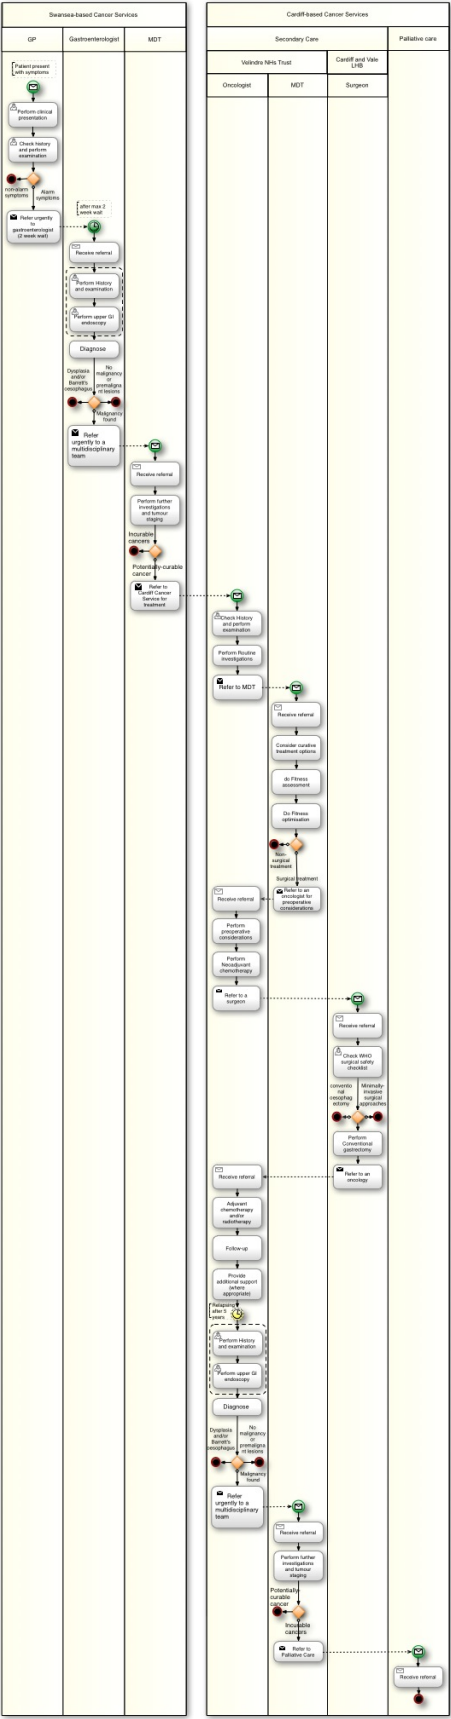 Swansea-based Cancer Services
Cardiff-based Cancer Services
GP
Gastroenterologist
MDT
Secondary Care
Palliative care
Velindre NHs Trust
Cardiff and Vale
LHB
Oncologist
MDT
Surgeon
Patient present
with symptoms
Perform clinical
presentation
Check history
and perform
examination
non-alarm
symptoms
Alarm
symptoms
Refer urgently
to
gastroenterologist
(2 week wait)
after max 2
week wait
Receive referral
Perform History
and examination
Perform upper GI
endoscopy
Diagnose
Dysplasia
and/or
Barrett's
oesophagus
No
malignancy
or
premaligna
nt lesions
Malignancy
found
Refer
urgently to a
multidisciplinary
team
Receive referral
Perform further
investigations
and tumour
staging
Incurable
cancers
Potentially-curable
cancer
Refer to
Cardiff Cancer
Service for
treatment
Check History
and perform
examination
Perform Routine
investigations
Refer to MDT
Receive referral
Consider curative
treatment options
do Fitness
assessment
Do Fitness
optimisation
Non-
surgical
treatment
Surgical treatment
Refer to an
oncologist for
preoperative
considerations
Receive referral
Perform
preoperative
considerations
Perform
Neoadjuvant
chemotherapy
Refer to a
surgeon
Receive referral
Check WHO
surgical safety
checklist
conventio
nal
oesophag
ectomy
Minimally-
invasive
surgical
approaches
Perform
Conventional
gastrectomy
Refer to an
oncology
Receive referral
Adjuvant
chemotherapy
and/or
radiotherapy
Follow-up
Provide
additional support
(where
appropriate)
Relapsing
after 5
years
Perform History
and examination
Perform upper GI
endoscopy
Diagnose
Dysplasia
and/or
Barrett's
oesophagus
No
malignancy
or
premaligna
nt lesions
Malignancy
found
Refer
urgently to a
multidisciplinary
team
Receive referral
Perform further
investigations
and tumour
staging
Potentially-
curable
cancer
Incurable
cancers
Refer to
Palliative Care
Receive referral